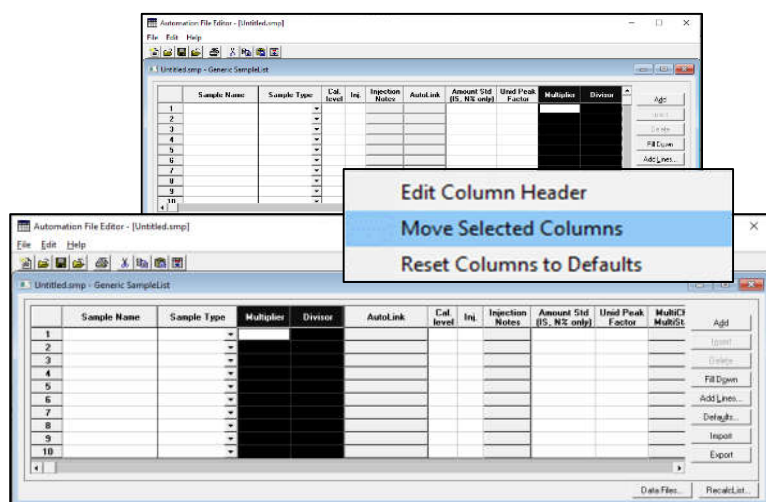 Automation File Editor - [Untitled.smp]
File Edit Help
Untitled.smp - Generic SampleList
Sample Name Sample Type Cal. level Inj. Injection Notes AutoLink Amount Std (IS, N% only) Unid Peak Factor Multiplier Divisor
Add
1
2
Delete
3
4
Fill Down
5
6
Add Lines...
7
8
9
10
Edit Column Header
Move Selected Columns
Reset Columns to Defaults
Automation File Editor - [Untitled.smp]
File Edit Help
Untitled.smp - Generic SampleList
Sample Name Sample Type Multiplier Divisor AutoLink Cal. level Inj. Injection Notes Amount Std (IS, N% only) Unid Peak Factor
Add
1
Insert
2
3
Delete
4
Fill Down
5
6
Add Lines...
7
Defaults...
8
9
Import
10
Export
Data Files... RecalcList...